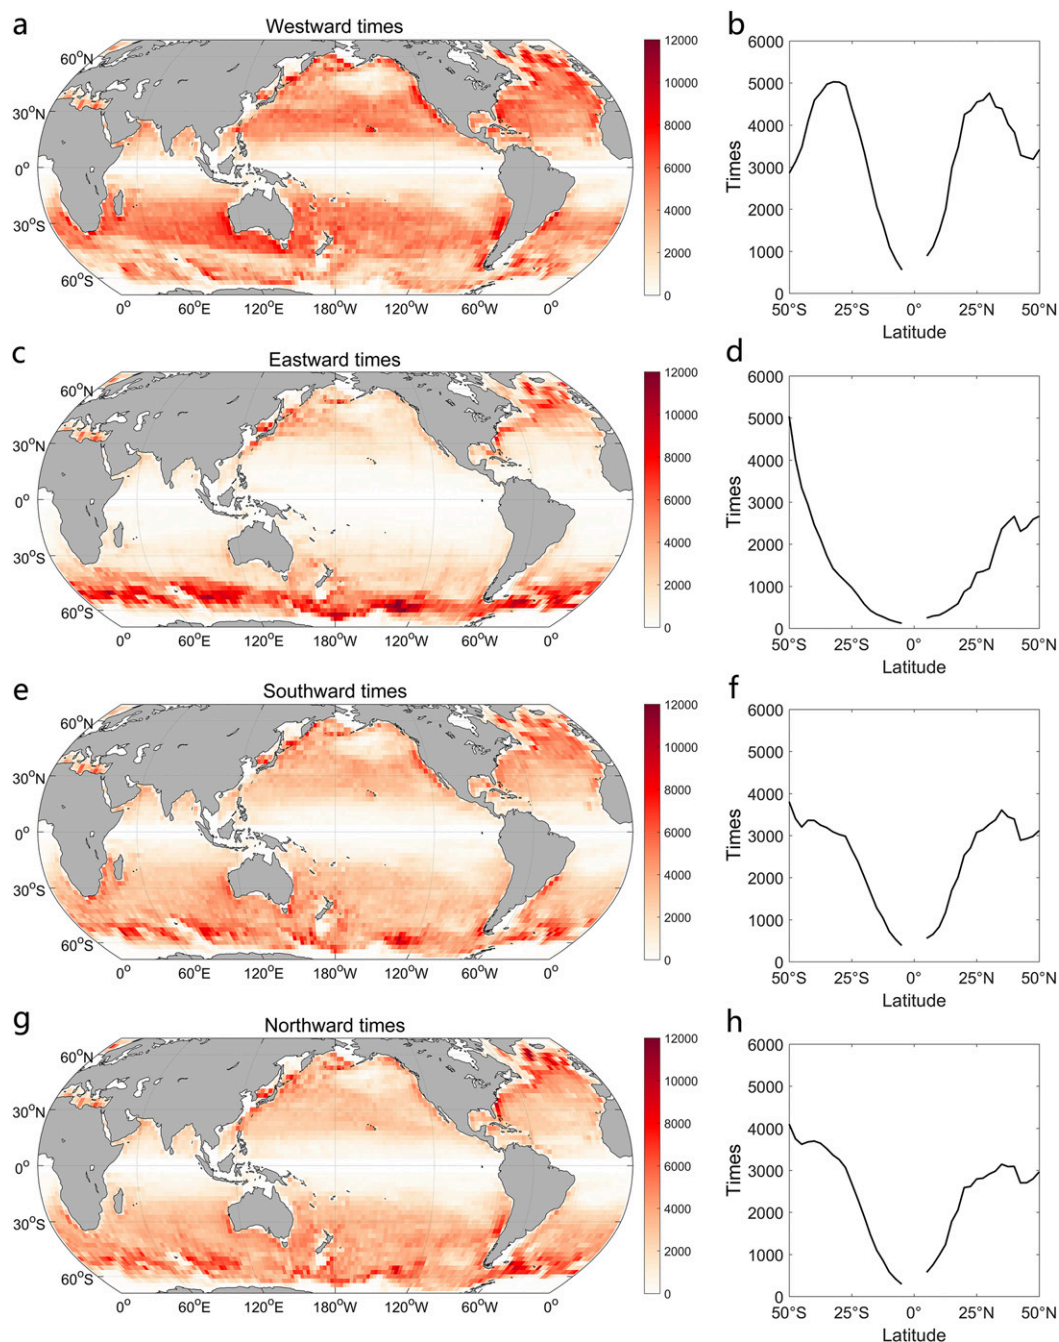 a
Westward times
60°N
30°N
0°
30°S
60°S
0°
60°E
120°E
180°W
120°W
60°W
0°
12000
10000
8000
6000
4000
2000
0
b
6000
5000
4000
3000
2000
1000
0
Times
50°S
25°S
0°
25°N
50°N
Latitude
c
Eastward times
60°N
30°N
0°
30°S
60°S
0°
60°E
120°E
180°W
120°W
60°W
0°
12000
10000
8000
6000
4000
2000
0
d
6000
5000
4000
3000
2000
1000
0
Times
50°S
25°S
0°
25°N
50°N
Latitude
e
Southward times
60°N
30°N
0°
30°S
60°S
0°
60°E
120°E
180°W
120°W
60°W
0°
12000
10000
8000
6000
4000
2000
0
f
6000
5000
4000
3000
2000
1000
0
Times
50°S
25°S
0°
25°N
50°N
Latitude
g
Northward times
60°N
30°N
0°
30°S
60°S
0°
60°E
120°E
180°W
120°W
60°W
0°
12000
10000
8000
6000
4000
2000
0
h
6000
5000
4000
3000
2000
1000
0
Times
50°S
25°S
0°
25°N
50°N
Latitude